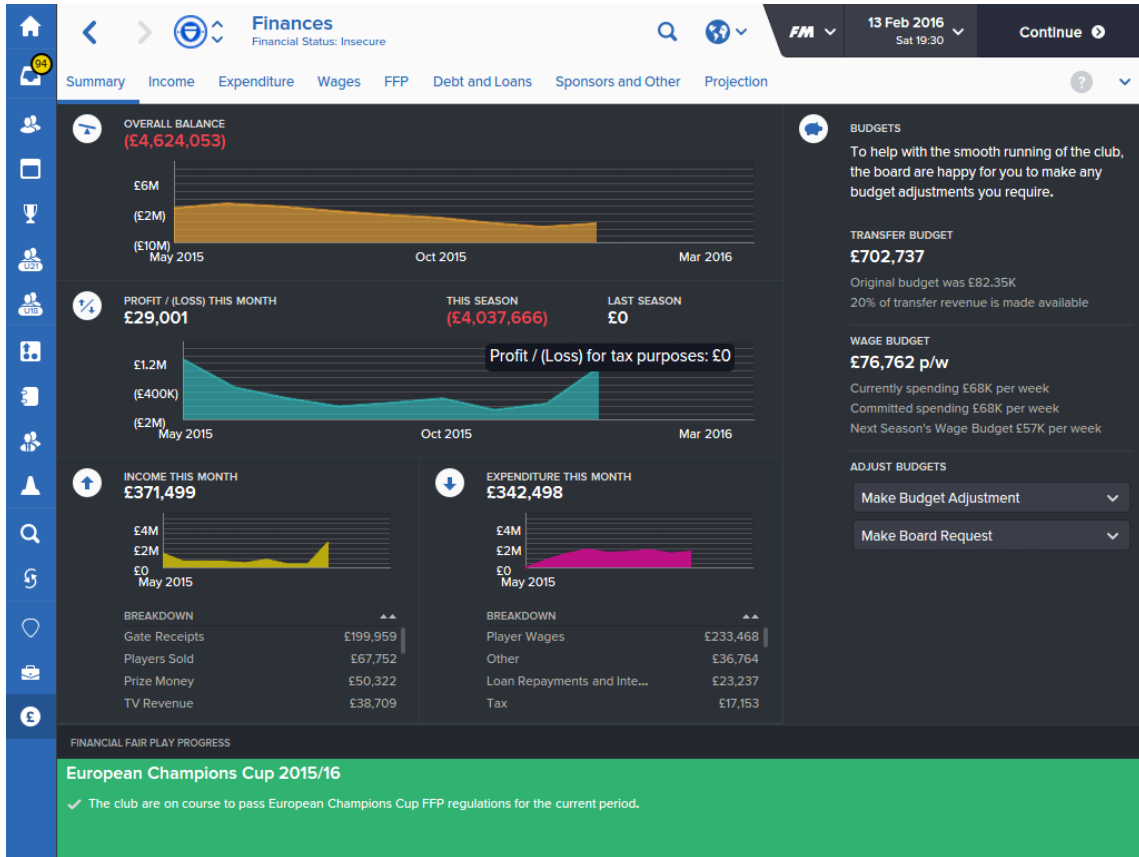 94
Finances
Financial Status: Insecure
FM
13 Feb 2016
Sat 19:30
Continue
Summary Income Expenditure Wages FFP Debt and Loans Sponsors and Other Projection
?
U21
U18
£
OVERALL BALANCE
(£4,624,053)
£6M
(£2M)
(£10M)
May 2015 Oct 2015 Mar 2016
PROFIT / (LOSS) THIS MONTH
£29,001
THIS SEASON
(£4,037,666)
LAST SEASON
£0
Profit / (Loss) for tax purposes: £0
£1.2M
(£400K)
(£2M)
May 2015 Oct 2015 Mar 2016
INCOME THIS MONTH
£371,499
£4M
£2M
£0
May 2015
BREAKDOWN
Gate Receipts £199,959
Players Sold £67,752
Prize Money £50,322
TV Revenue £38,709
EXPENDITURE THIS MONTH
£342,498
£4M
£2M
£0
May 2015
BREAKDOWN
Player Wages £233,468
Other £36,764
Loan Repayments and Inte... £23,237
Tax £17,153
BUDGETS
To help with the smooth running of the club,
the board are happy for you to make any
budget adjustments you require.
TRANSFER BUDGET
£702,737
Original budget was £82.35K
20% of transfer revenue is made available
WAGE BUDGET
£76,762 p/w
Currently spending £68K per week
Committed spending £68K per week
Next Season's Wage Budget £57K per week
ADJUST BUDGETS
Make Budget Adjustment
Make Board Request
FINANCIAL FAIR PLAY PROGRESS
European Champions Cup 2015/16
The club are on course to pass European Champions Cup FFP regulations for the current period.